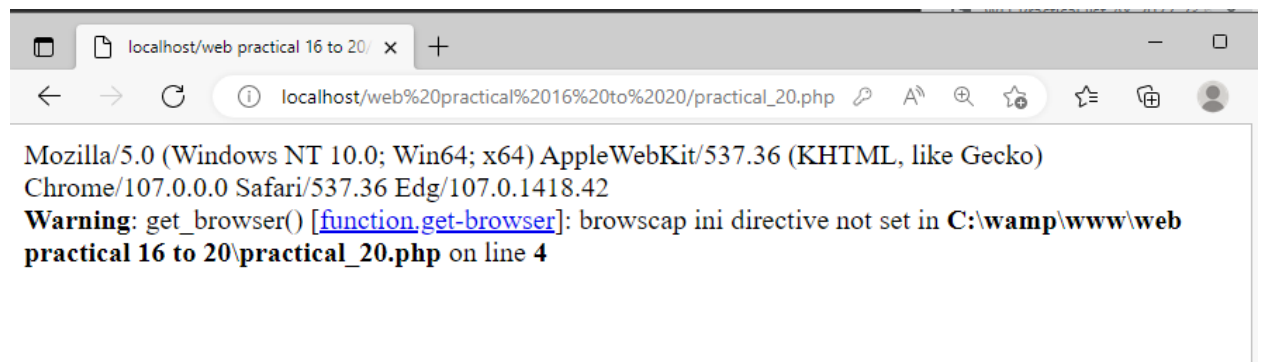 localhost/web practical 16 to 20/
localhost/web%20practical%2016%20to%2020/practical_20.php
Mozilla/5.0 (Windows NT 10.0; Win64; x64) AppleWebKit/537.36 (KHTML, like Gecko)
Chrome/107.0.0.0 Safari/537.36 Edg/107.0.1418.42
Warning: get_browser() [function.get-browser]: browscap ini directive not set in C:\wamp\www\web
practical 16 to 20\practical_20.php on line 4